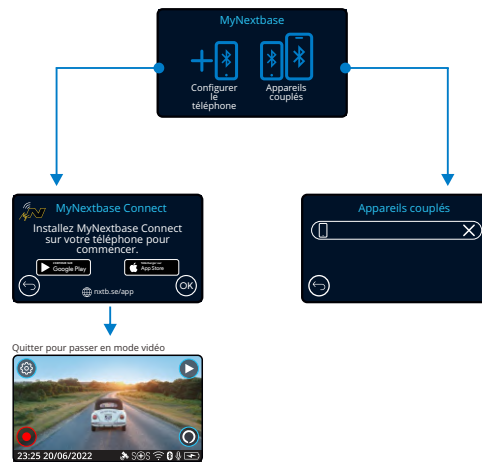 MyNextbase
Configurer
le
téléphone
Appareils
couplés
MyNextbase Connect
Installez MyNextbase Connect
sur votre téléphone pour
commencer.
Google Play
App Store
nxtb.se/app
OK
Appareils couplés
Quitter pour passer en mode vidéo
23:25 20/06/2022
SOS